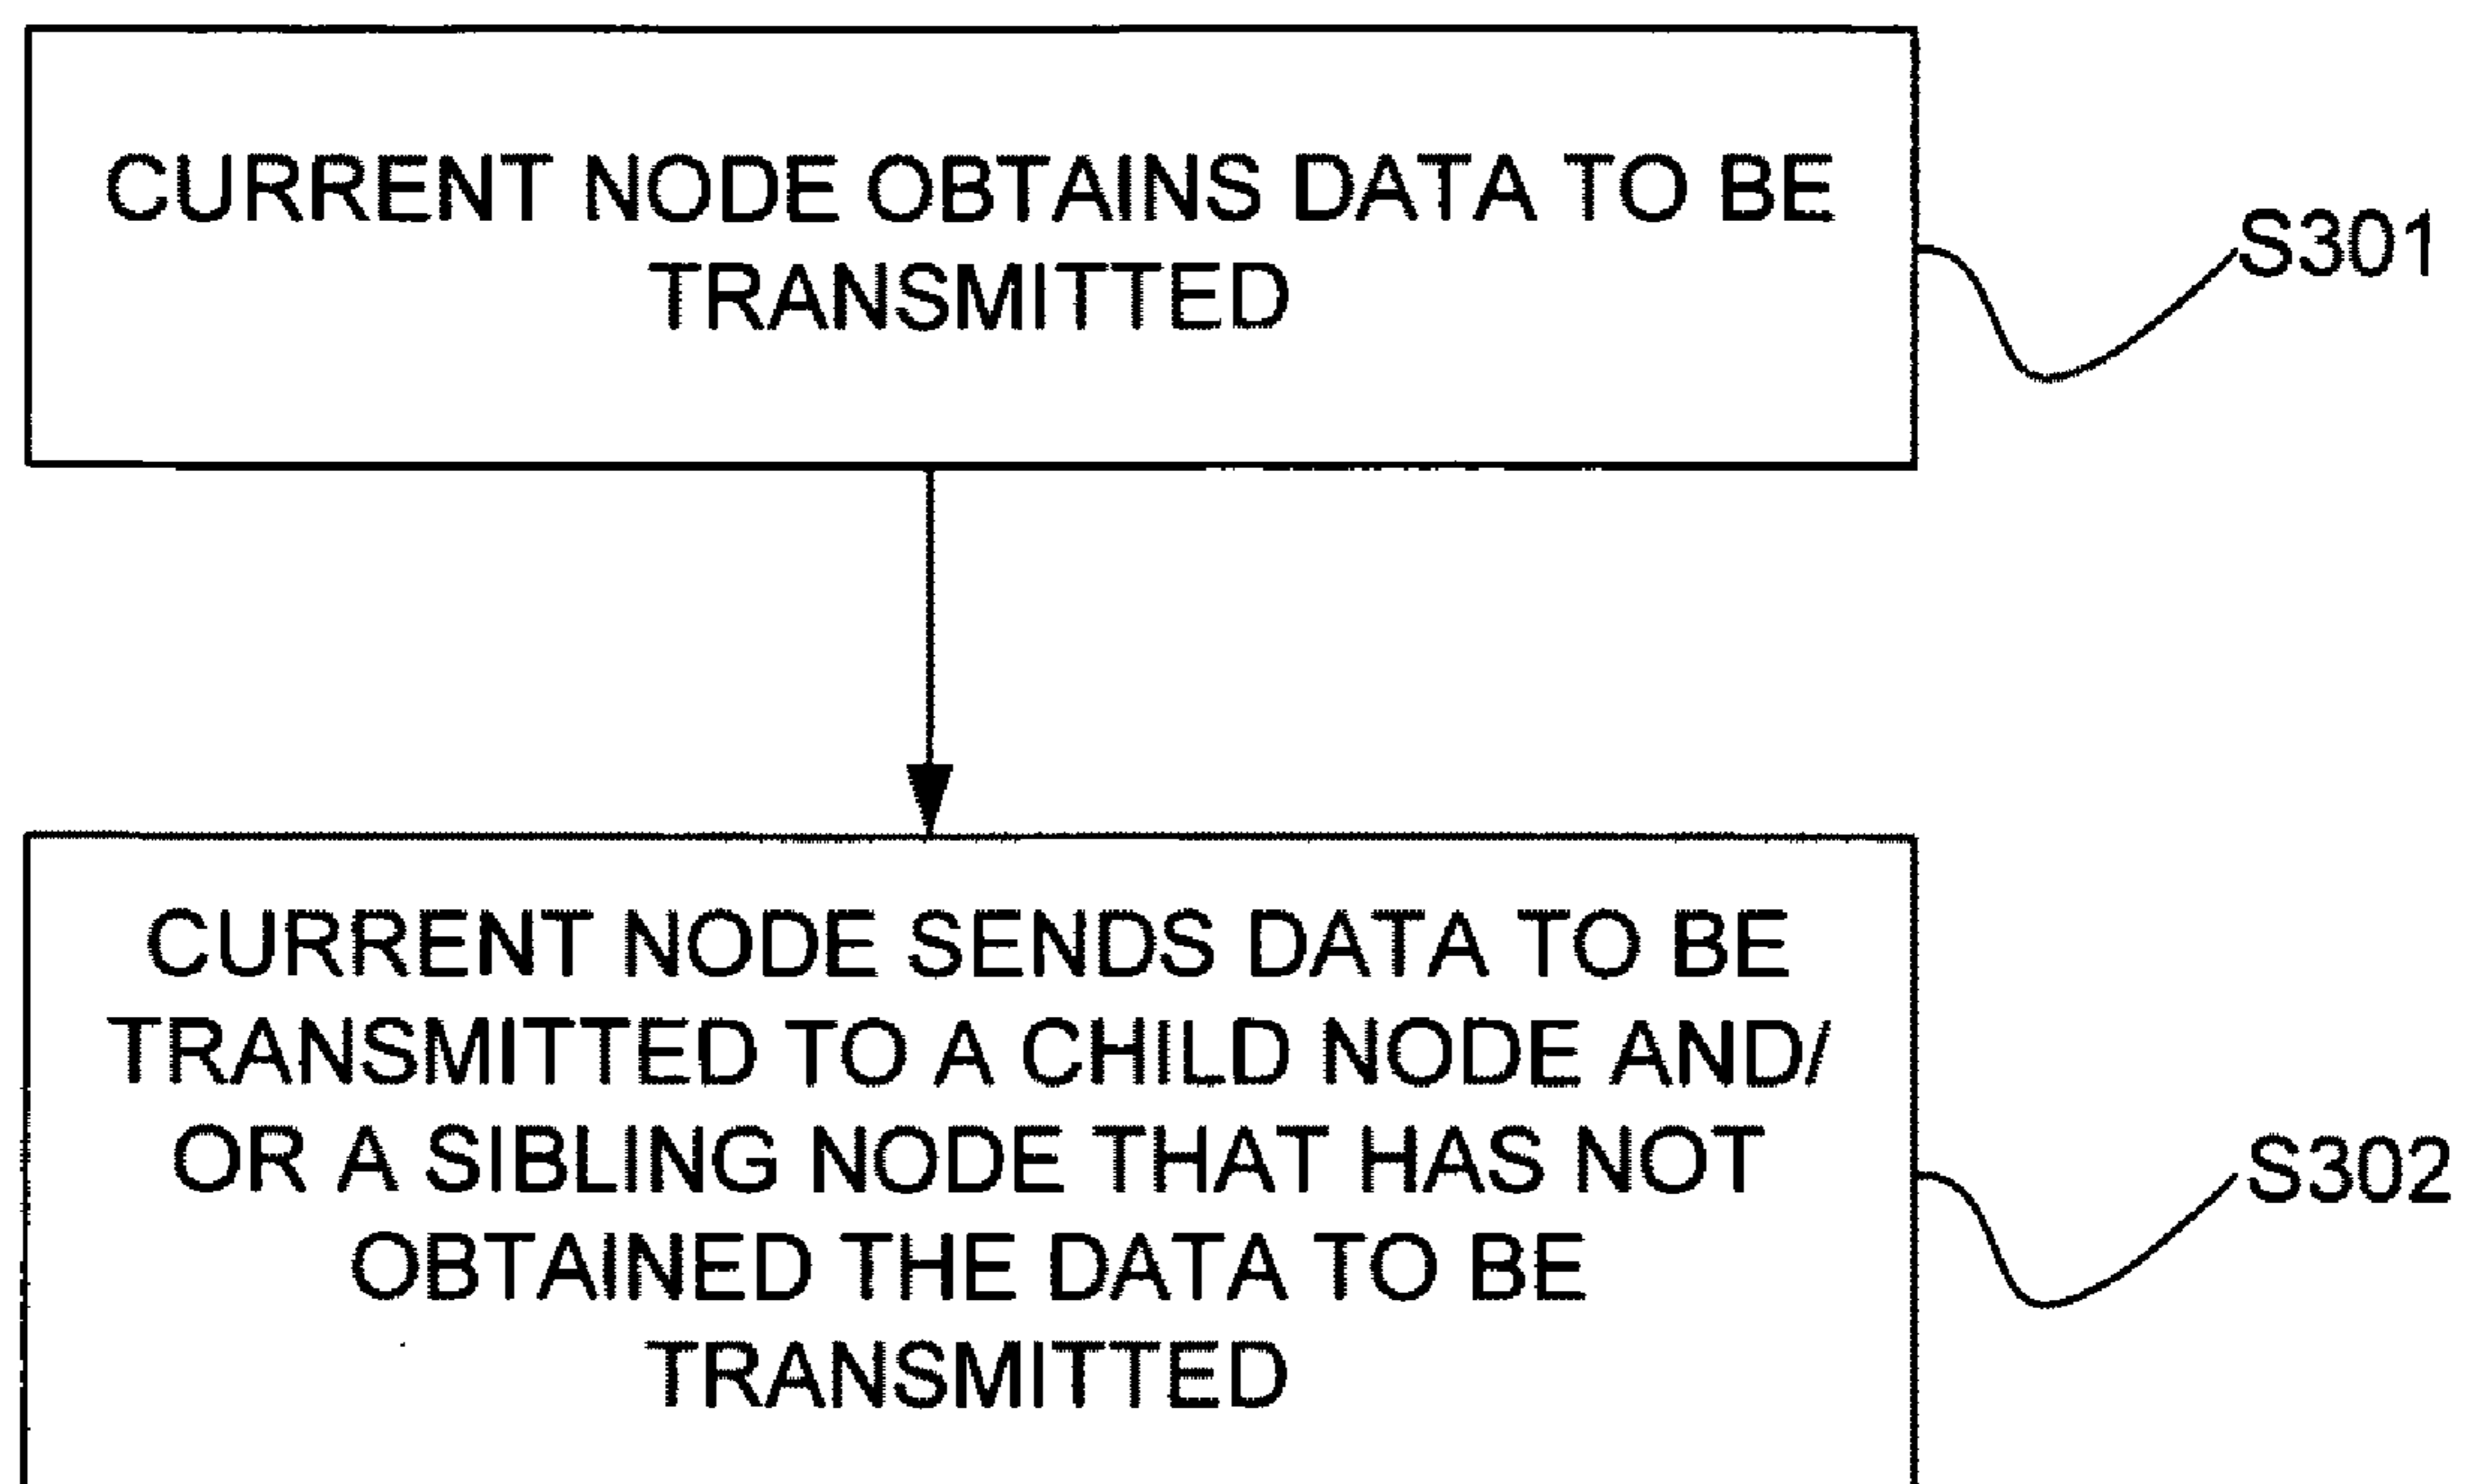 CURRENT NODE OBTAINS DATA TO BE
TRANSMITTED
S301
CURRENT NODE SENDS DATA TO BE
TRANSMITTED TO A CHILD NODE AND/
OR A SIBLING NODE THAT HAS NOT
OBTAINED THE DATA TO BE
TRANSMITTED
S302